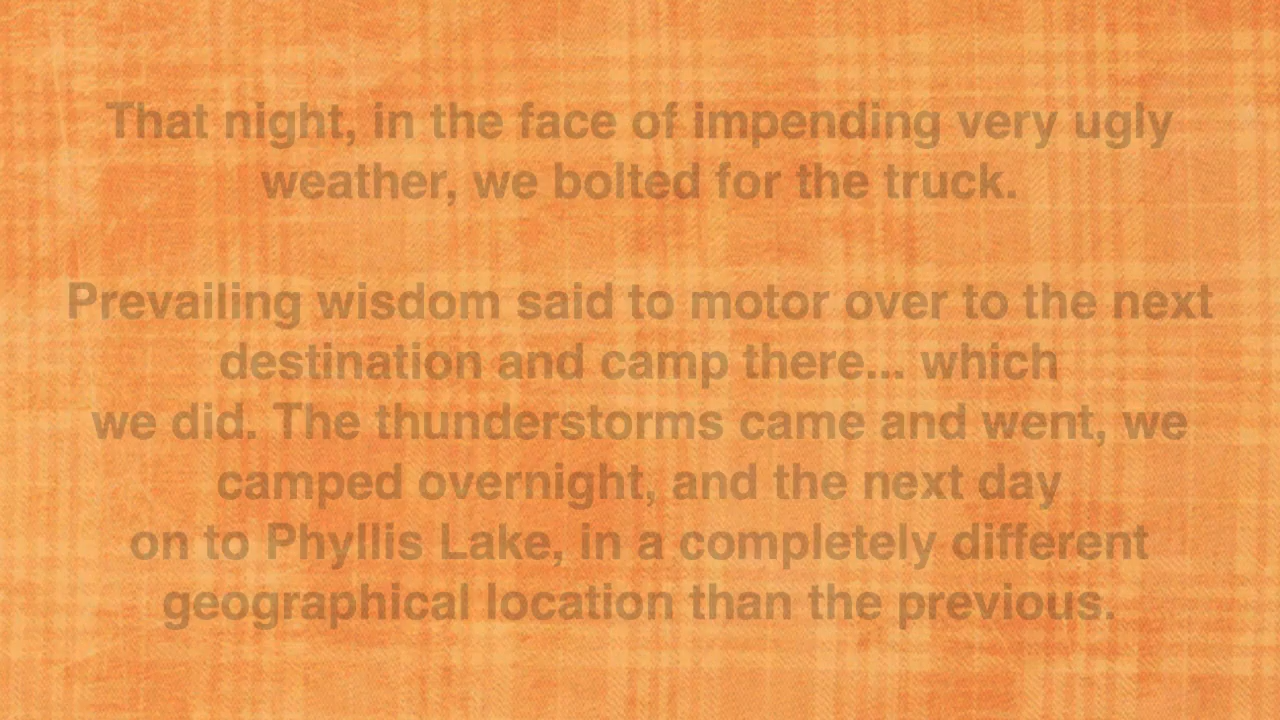 That night, in the face of impending very ugly
weather, we bolted for the truck.
Prevailing wisdom said to motor over to the next
destination and camp there... which
we did. The thunderstorms came and went, we
camped overnight, and the next day
on to Phyllis Lake, in a completely different
geographical location than the previous.